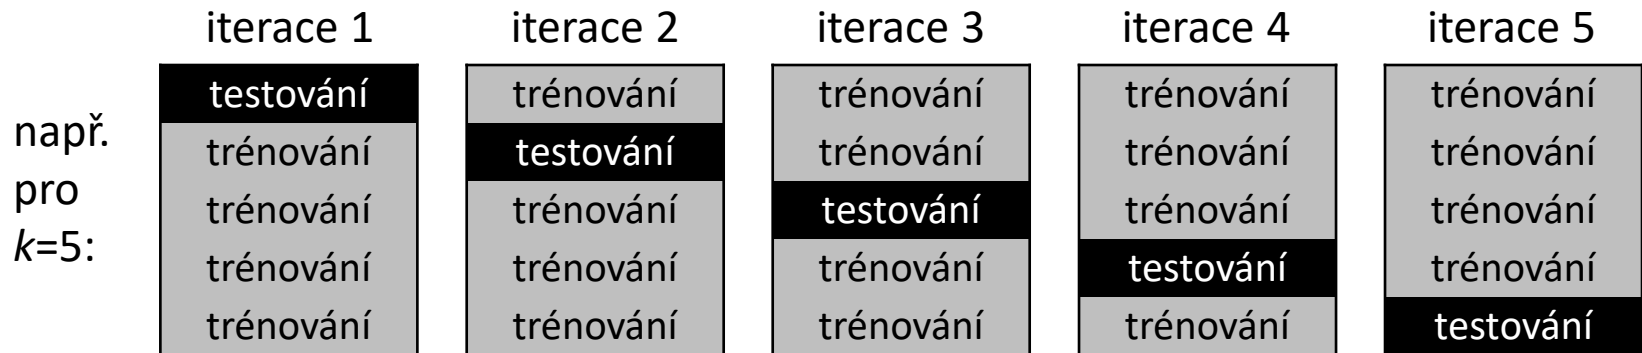 iterace 1 iterace 2 iterace 3 iterace 4 iterace 5
např.
pro
k=5:
testování trénování trénování trénování trénování
trénování testování trénování trénování trénování
trénování trénování testování trénování trénování
trénování trénování trénování testování trénování
trénování trénování trénování trénování testování